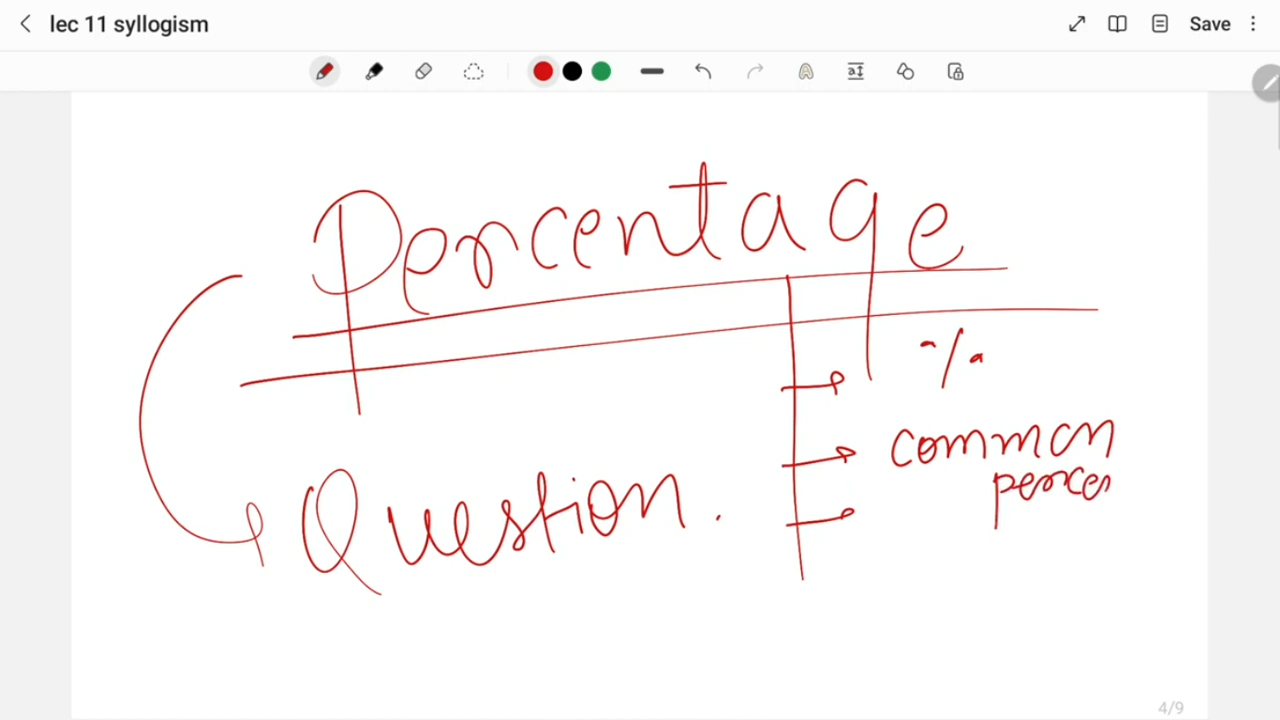 lec 11 syllogism
Save
Percentage
%
common
Question.
percen
4/9